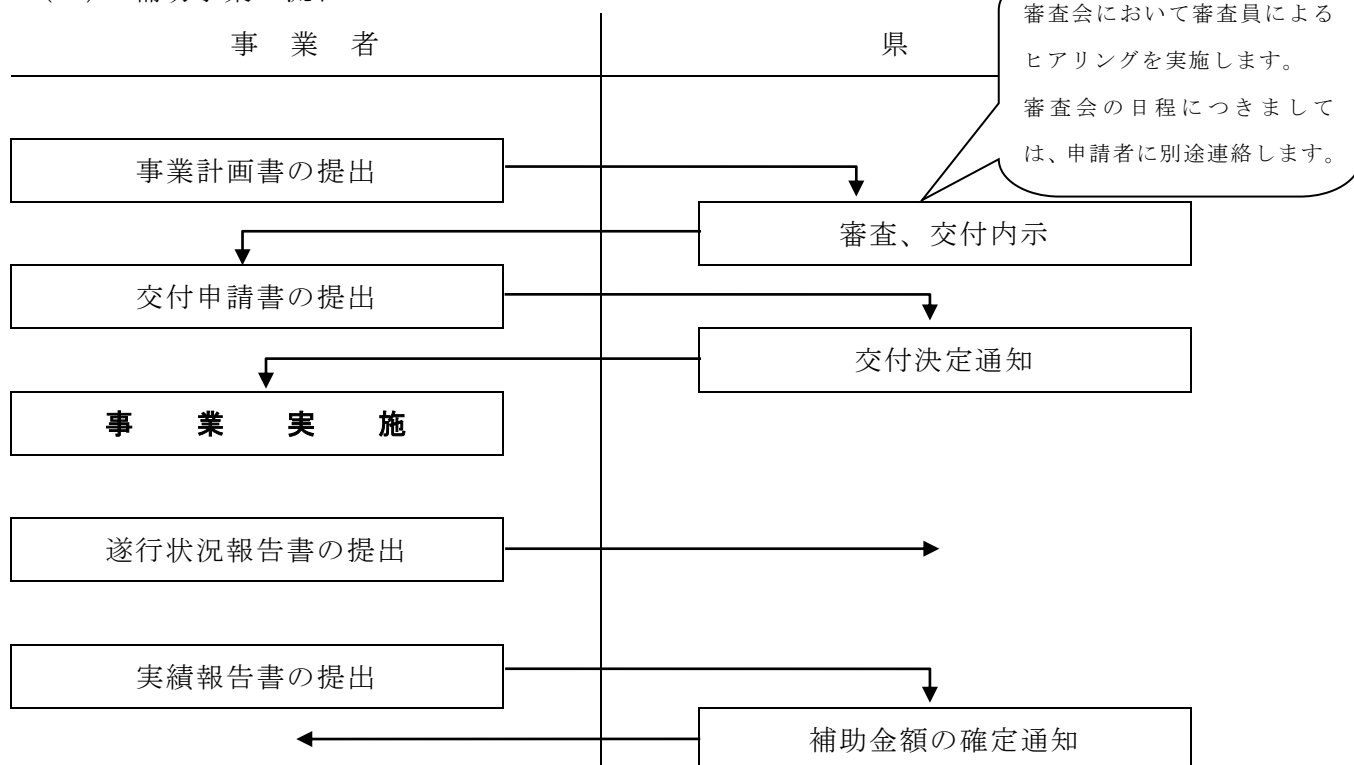 事業者
県
審査会において審査員による
ヒアリングを実施します。
審査会の日程につきまして
は、申請者に別途連絡します。
事業計画書の提出
審査、交付内示
交付申請書の提出
交付決定通知
事業実施
遂行状況報告書の提出
実績報告書の提出
補助金額の確定通知